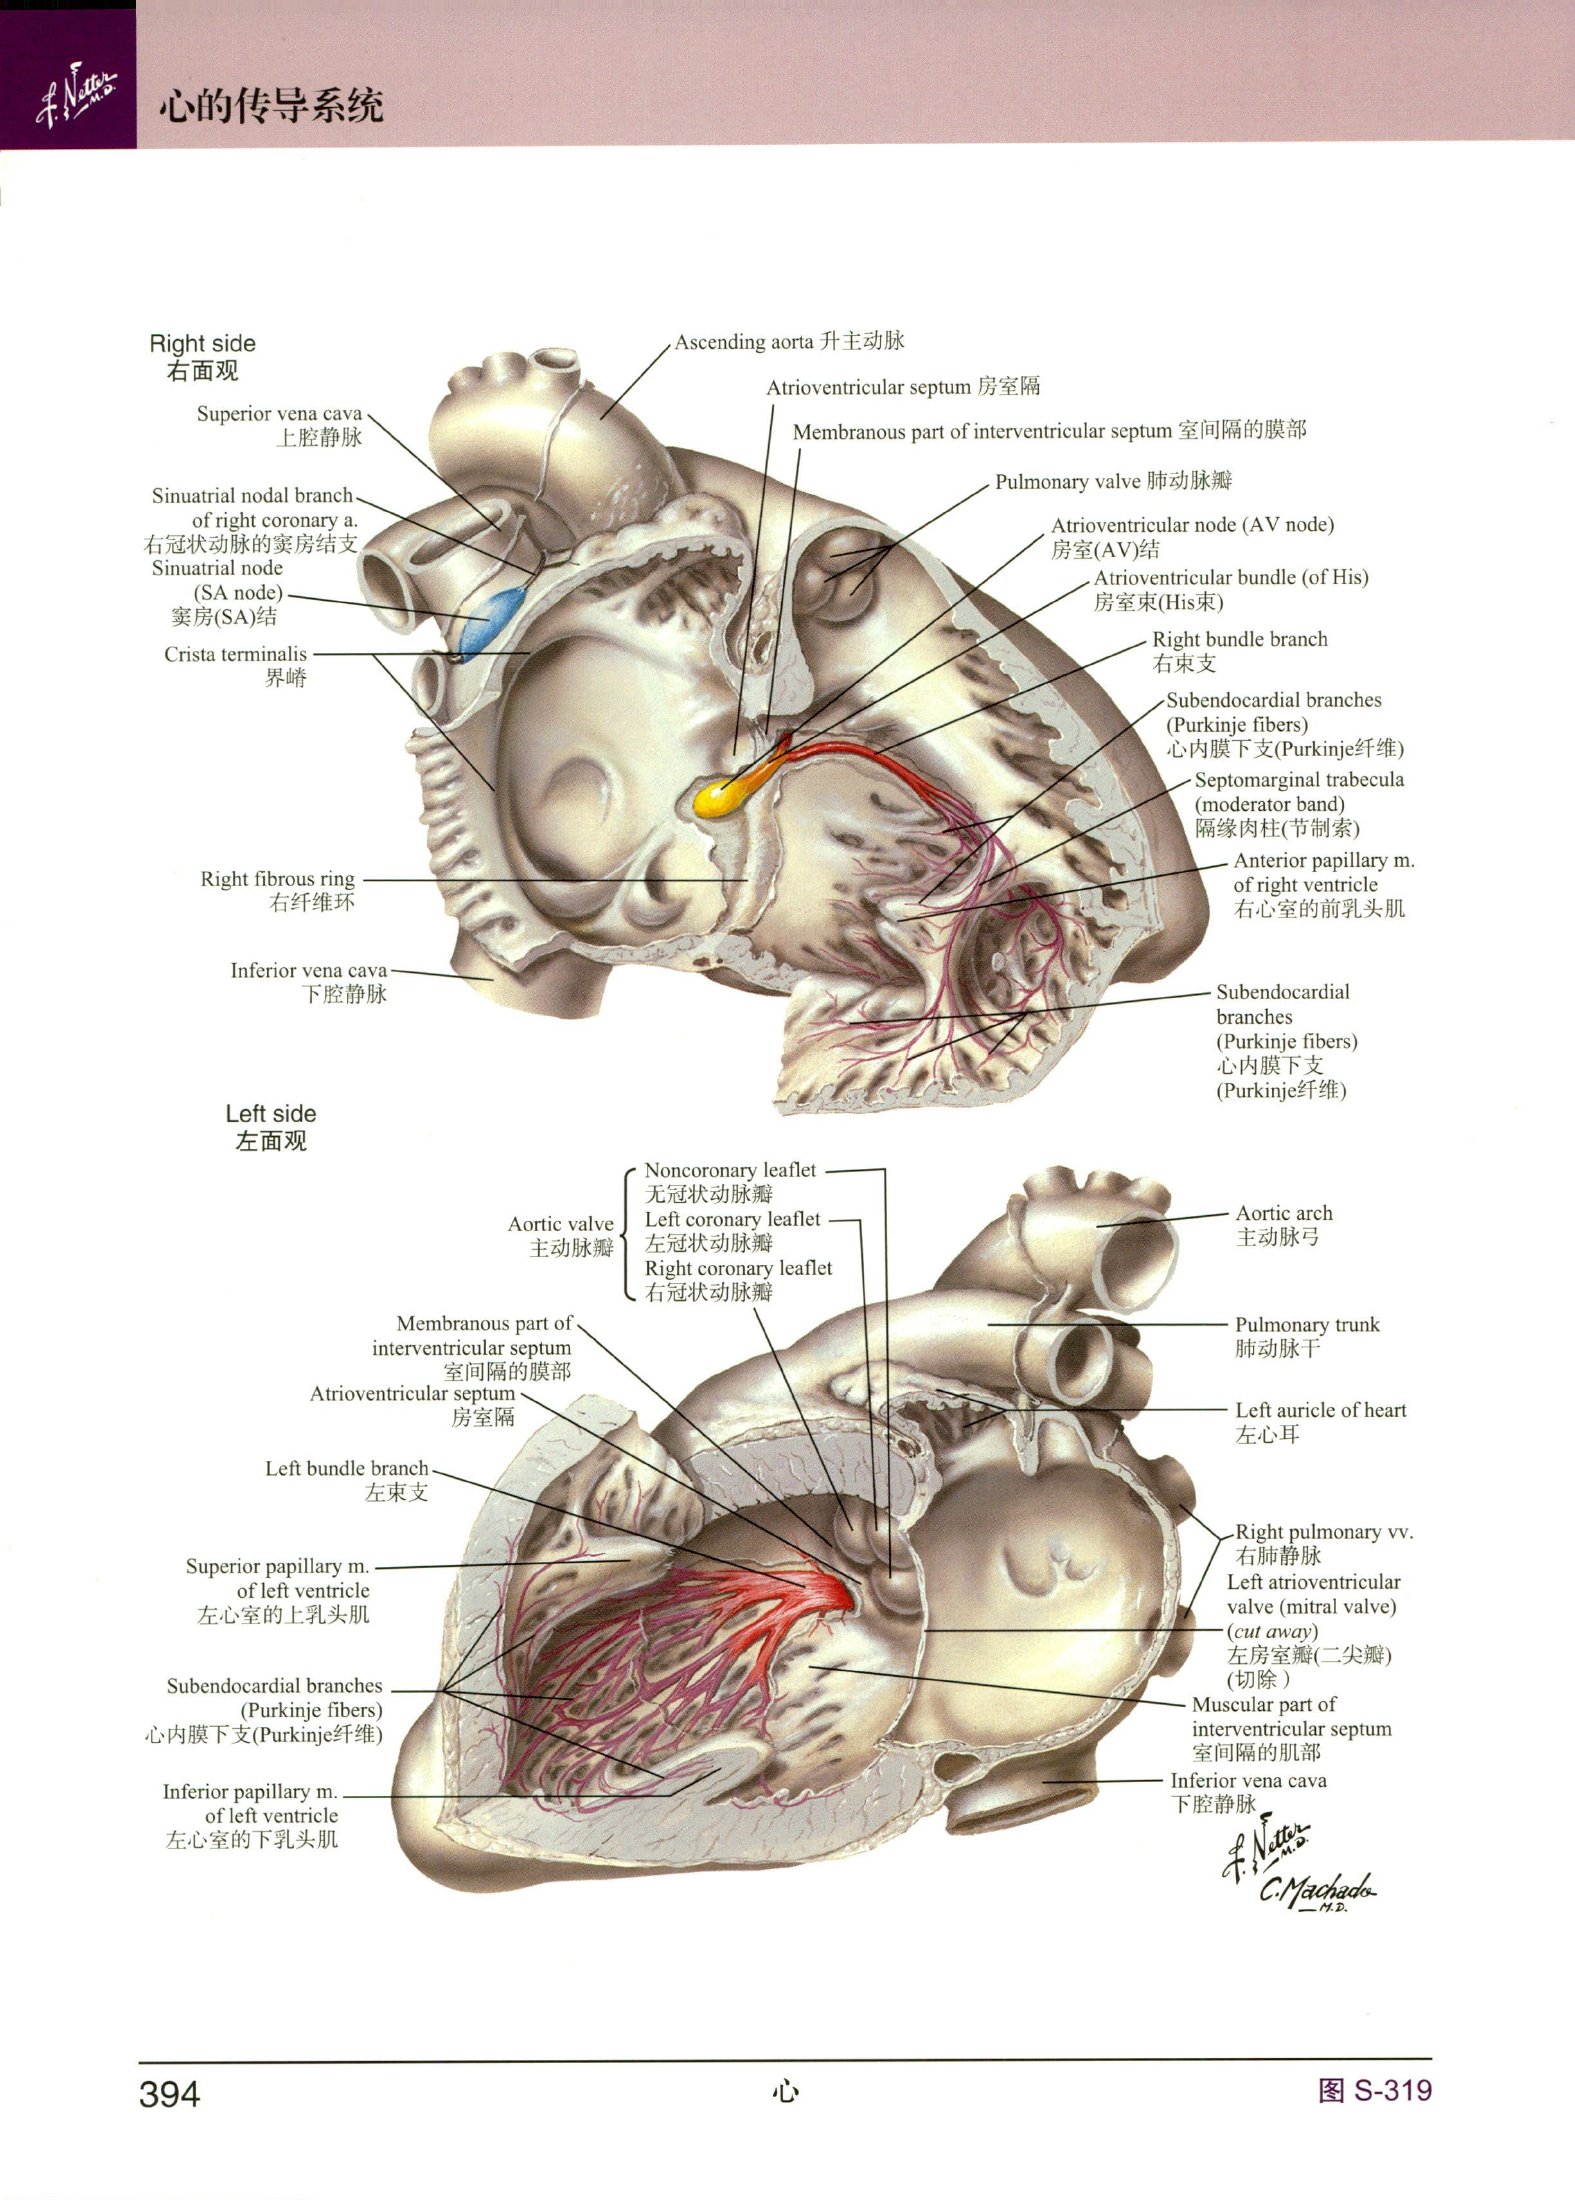 F. Netter M.D.
心的传导系统
Right side
右面观
Ascending aorta 升主动脉
Atrioventricular septum 房室隔
Superior vena cava
上腔静脉
Membranous part of interventricular septum 室间隔的膜部
Pulmonary valve 肺动脉瓣
Sinuatrial nodal branch
of right coronary a.
右冠状动脉的窦房结支
Atrioventricular node (AV node)
房室(AV)结
Sinuatrial node
(SA node)
窦房(SA)结
Atrioventricular bundle (of His)
房室束(His束)
Crista terminalis
界嵴
Right bundle branch
右束支
Subendocardial branches
(Purkinje fibers)
心内膜下支(Purkinje纤维)
Septomarginal trabecula
(moderator band)
隔缘肉柱(节制索)
Right fibrous ring
右纤维环
Anterior papillary m.
of right ventricle
右心室的前乳头肌
Inferior vena cava
下腔静脉
Subendocardial
branches
(Purkinje fibers)
心内膜下支
(Purkinje纤维)
Left side
左面观
Aortic valve
主动脉瓣
Noncoronary leaflet
无冠状动脉瓣
Left coronary leaflet
左冠状动脉瓣
Right coronary leaflet
右冠状动脉瓣
Aortic arch
主动脉弓
Membranous part of
interventricular septum
室间隔的膜部
Pulmonary trunk
肺动脉干
Atrioventricular septum
房室隔
Left auricle of heart
左心耳
Left bundle branch
左束支
Right pulmonary vv.
右肺静脉
Superior papillary m.
of left ventricle
左心室的上乳头肌
Left atrioventricular
valve (mitral valve)
(cut away)
左房室瓣(二尖瓣)
(切除)
Subendocardial branches
(Purkinje fibers)
心内膜下支(Purkinje纤维)
Muscular part of
interventricular septum
室间隔的肌部
Inferior papillary m.
of left ventricle
左心室的下乳头肌
Inferior vena cava
下腔静脉
F. Netter M.D.
C. Machado
M.D.
394
心
图 S-319